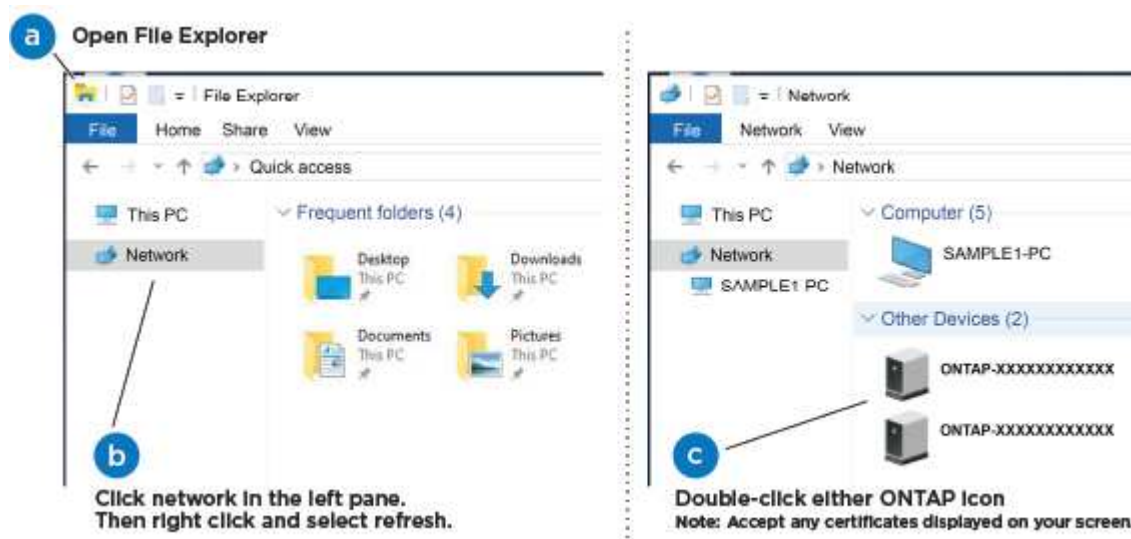 a Open File Explorer
File Explorer
File Home Share View
Quick access
This PC
Network
Frequent folders (4)
Desktop
This PC
Downloads
This PC
Documents
This PC
Pictures
This PC
b
Click network in the left pane.
Then right click and select refresh.
Network
File Network View
Network
This PC
Network
SAMPLE1 PC
Computer (5)
SAMPLE1-PC
Other Devices (2)
ONTAP-XXXXXXXXXXXX
ONTAP-XXXXXXXXXXXX
c
Double-click either ONTAP icon
Note: Accept any certificates displayed on your screen.